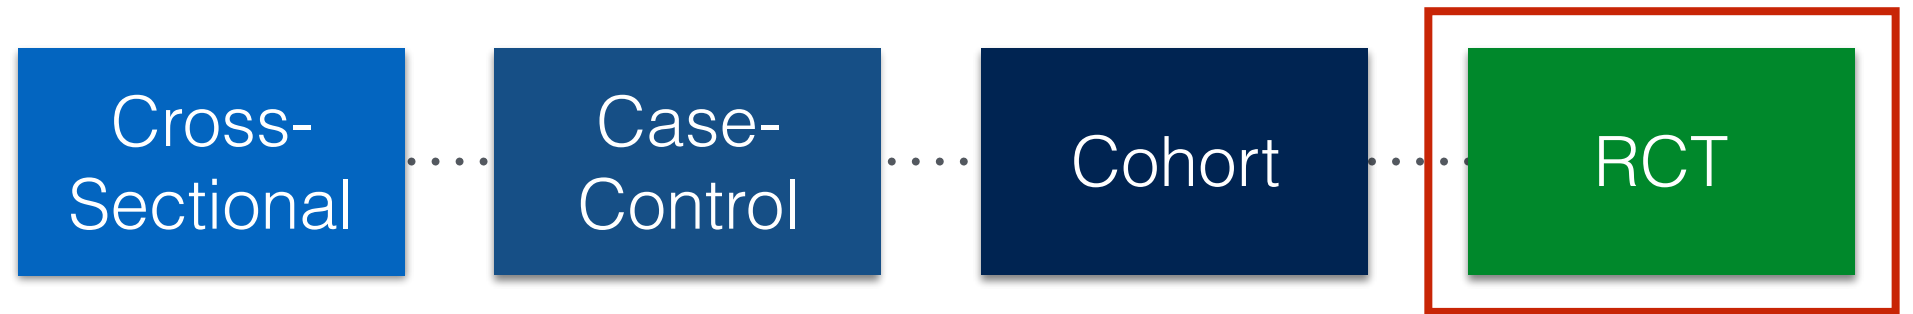 Cross-
Sectional
Case-
Control
Cohort
RCT